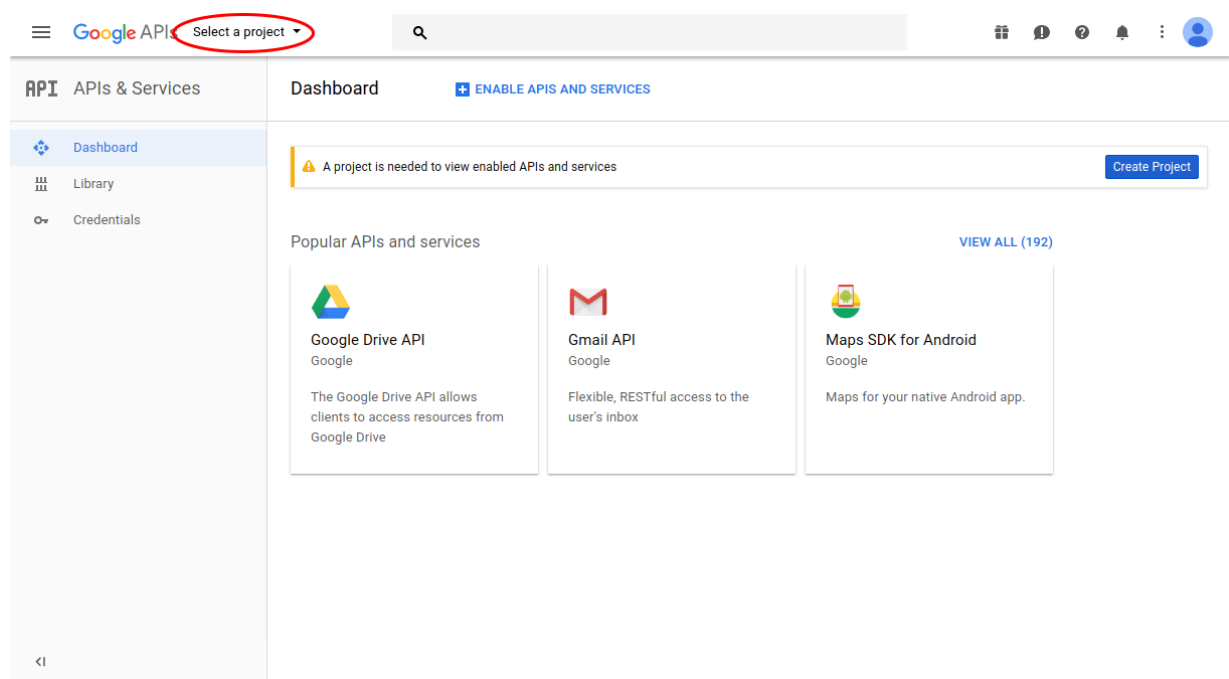 Google APIs Select a project
API APIs & Services
Dashboard ENABLE APIS AND SERVICES
Dashboard
Library
Credentials
A project is needed to view enabled APIs and services Create Project
Popular APIs and services VIEW ALL (192)
Google Drive API
Google
The Google Drive API allows
clients to access resources from
Google Drive
Gmail API
Google
Flexible, RESTful access to the
user's inbox
Maps SDK for Android
Google
Maps for your native Android app.